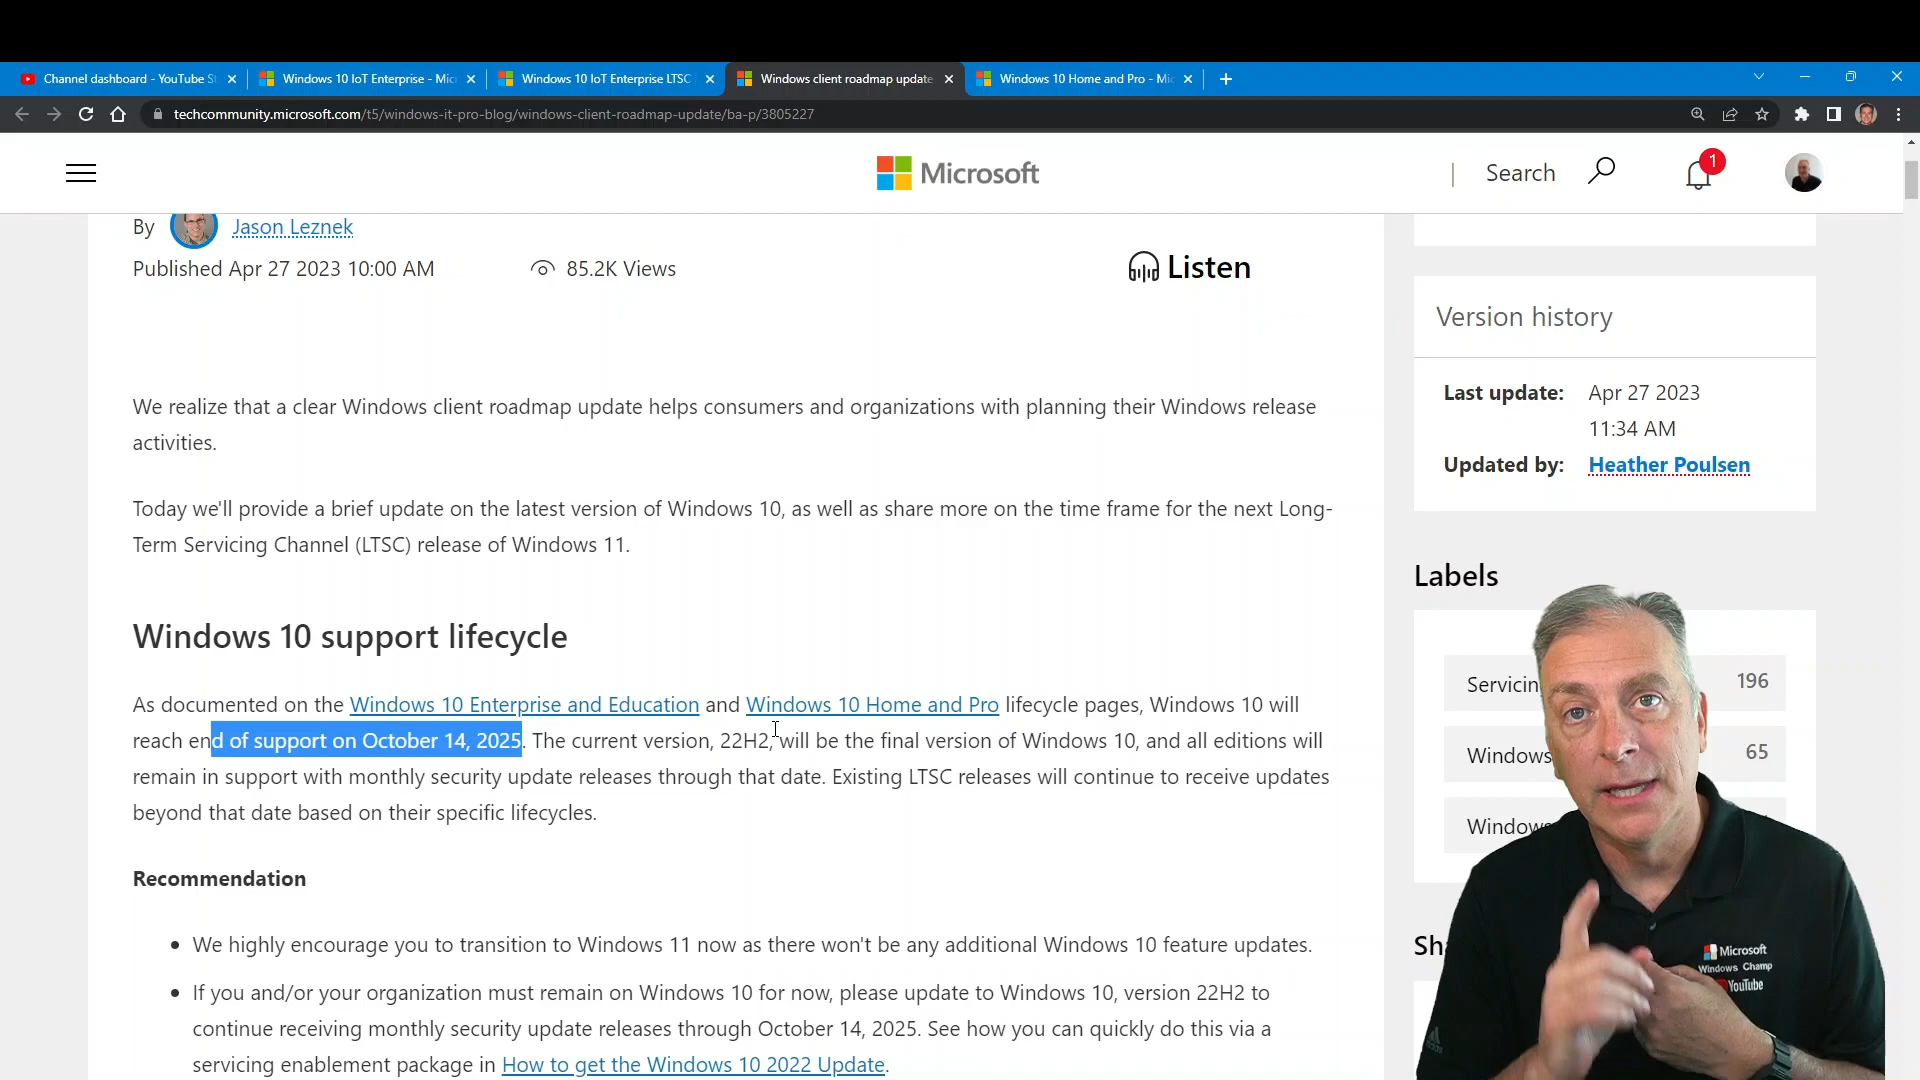 Channel dashboard - YouTube St
Windows 10 IoT Enterprise - Mic
Windows 10 IoT Enterprise LTSC
Windows client roadmap update
Windows 10 Home and Pro - Mic
techcommunity.microsoft.com/t5/windows-it-pro-blog/windows-client-roadmap-update/ba-p/3805227
Microsoft
Search
1
By Jason Leznek
Published Apr 27 2023 10:00 AM
85.2K Views
Listen
We realize that a clear Windows client roadmap update helps consumers and organizations with planning their Windows release
activities.
Today we'll provide a brief update on the latest version of Windows 10, as well as share more on the time frame for the next Long-
Term Servicing Channel (LTSC) release of Windows 11.
Windows 10 support lifecycle
As documented on the Windows 10 Enterprise and Education and Windows 10 Home and Pro lifecycle pages, Windows 10 will
reach end of support on October 14, 2025. The current version, 22H2, will be the final version of Windows 10, and all editions will
remain in support with monthly security update releases through that date. Existing LTSC releases will continue to receive updates
beyond that date based on their specific lifecycles.
Recommendation
• We highly encourage you to transition to Windows 11 now as there won't be any additional Windows 10 feature updates.
• If you and/or your organization must remain on Windows 10 for now, please update to Windows 10, version 22H2 to
continue receiving monthly security update releases through October 14, 2025. See how you can quickly do this via a
servicing enablement package in How to get the Windows 10 2022 Update.
Version history
Last update: Apr 27 2023
11:34 AM
Updated by: Heather Poulsen
Labels
Servicin 196
Windows 65
Window
Sha
Microsoft
Windows Champ
YouTube
adidas